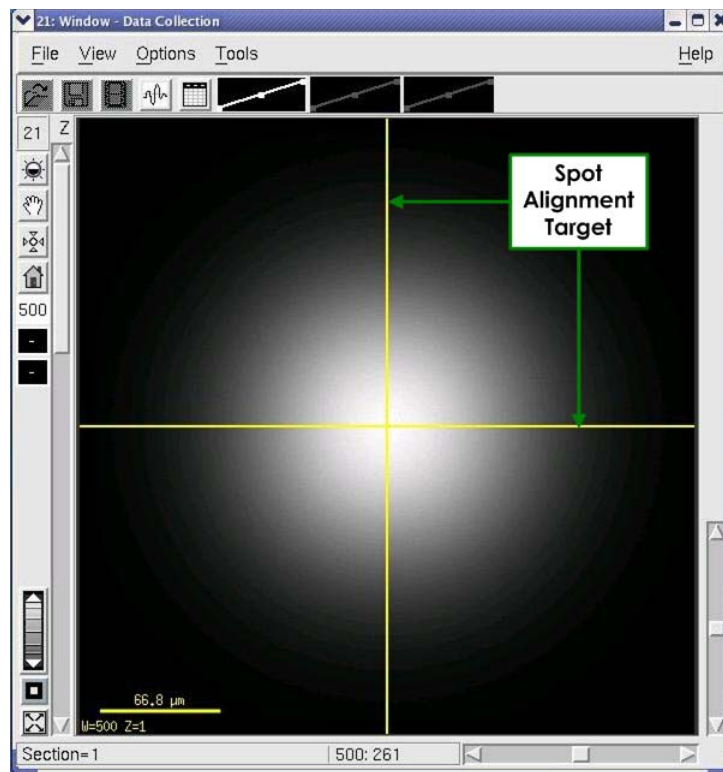 21: Window - Data Collection
File View Options Tools Help
21 Z
500
Spot
Alignment
Target
66.8 µm
W=500 Z=1
Section=1 500: 261